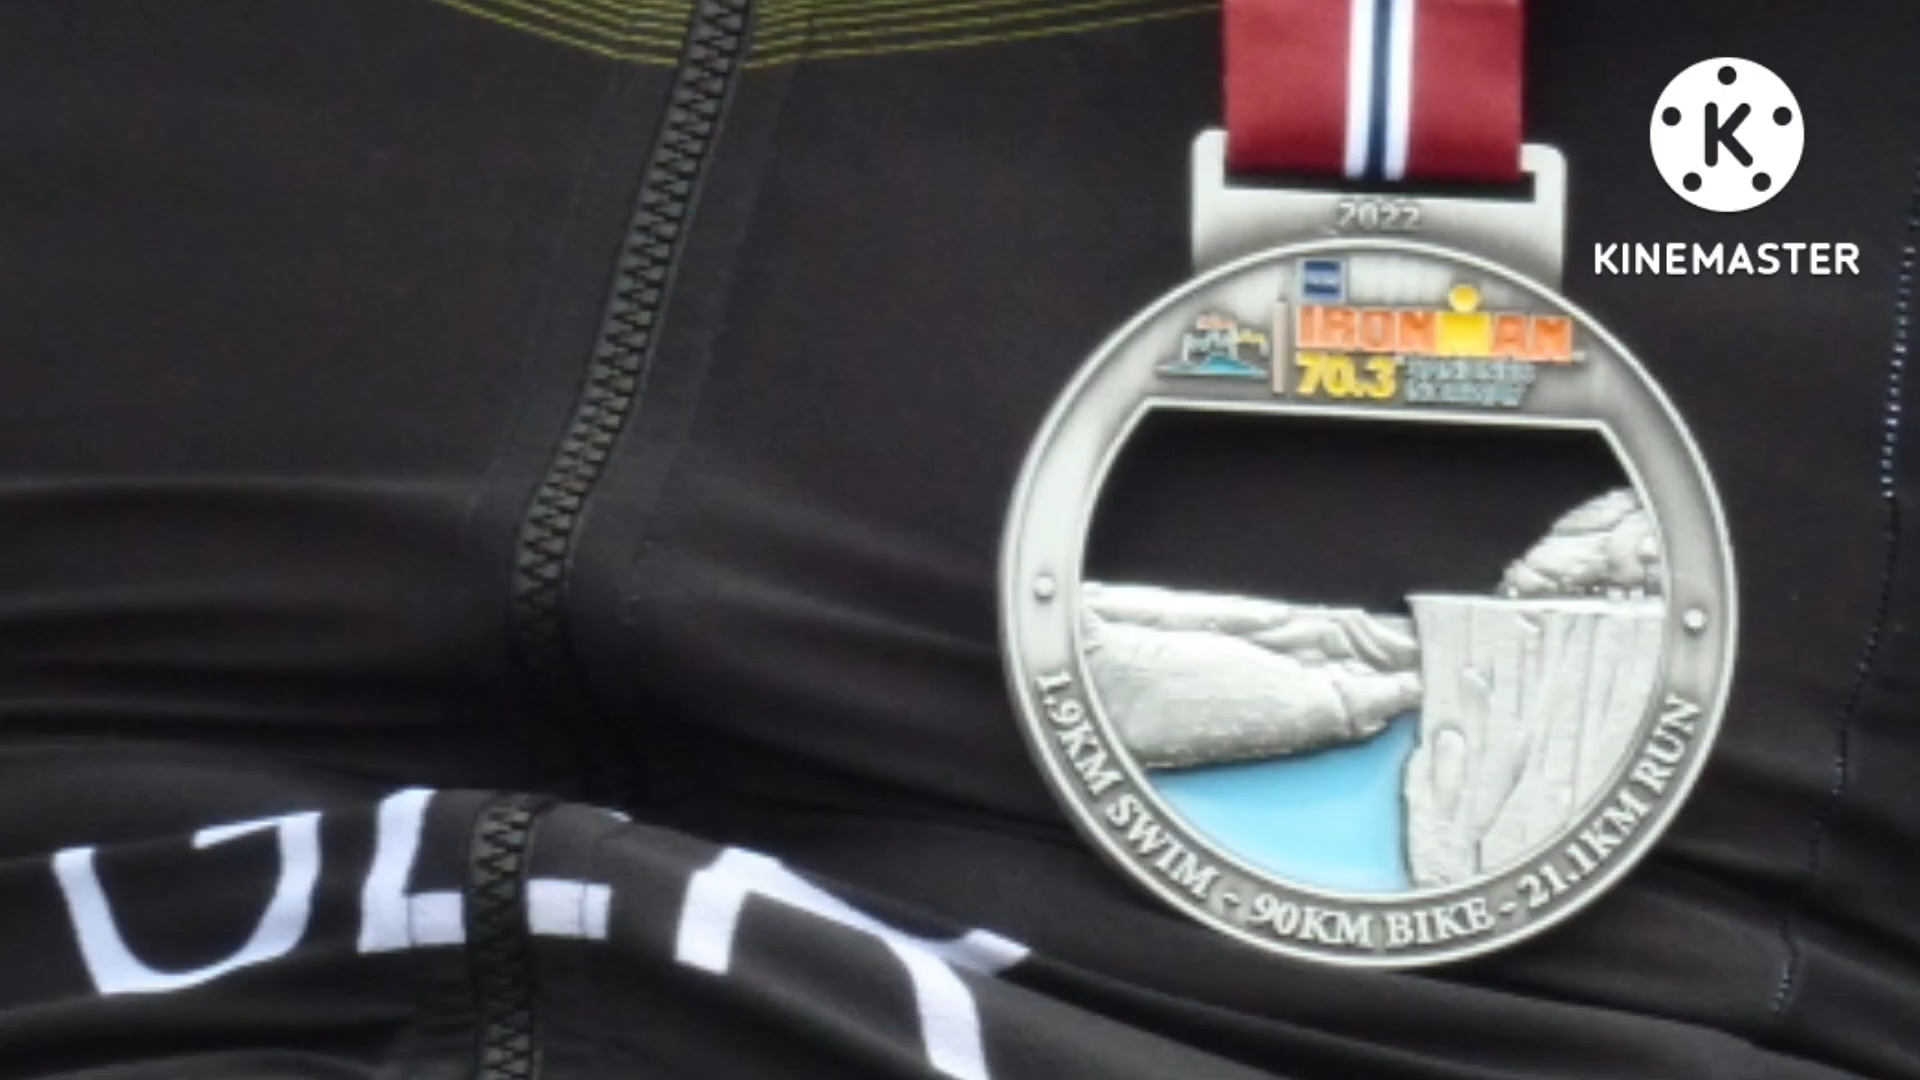 2022
IRONMAN
70.3
1.9KM SWIM - 90KM BIKE - 21.1KM RUN
K
KINEMASTER